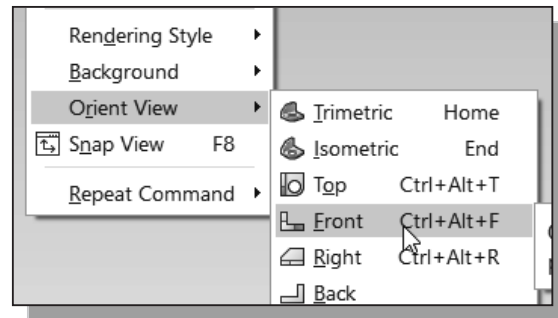 Rendering Style
Background
Orient View
Snap View F8
Repeat Command
Trimetric Home
Isometric End
Top Ctrl+Alt+T
Front Ctrl+Alt+F
Right Ctrl+Alt+R
Back